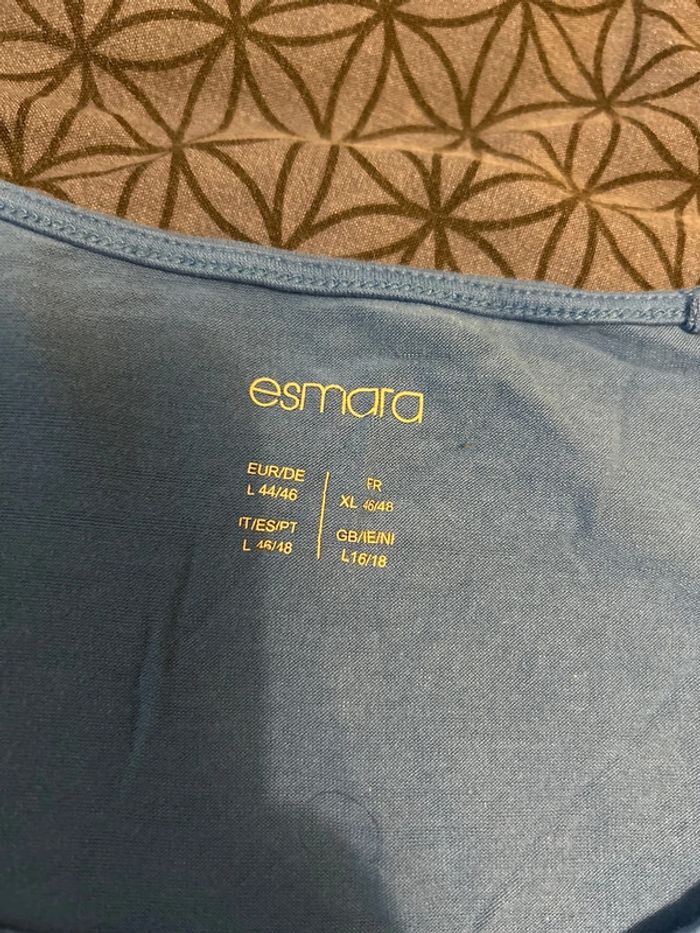 esmara
EUR/DE
L 44/46
FR
XL 46/48
IT/ES/PT
L 46/48
GB/IE/NI
L16/18